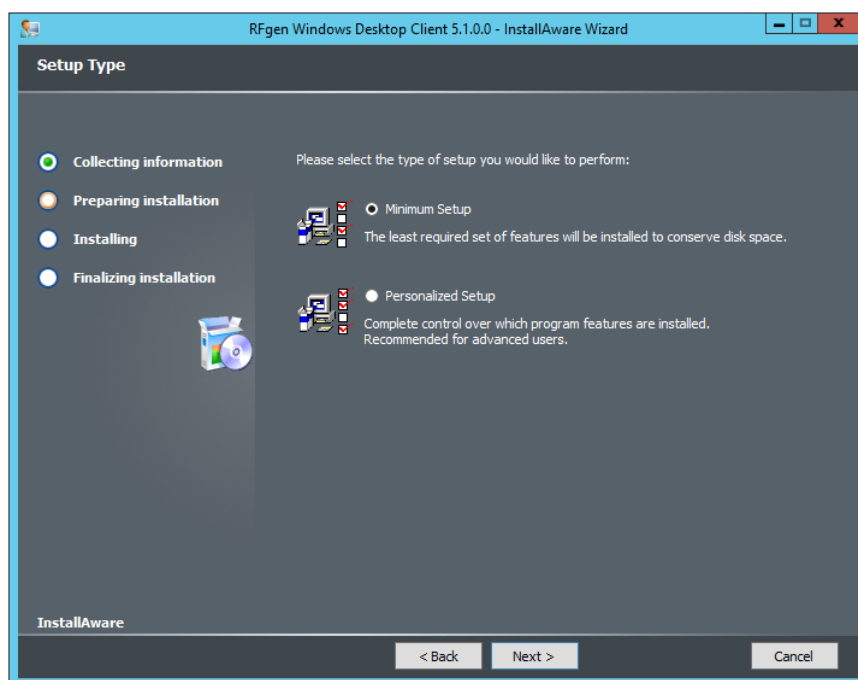 RFgen Windows Desktop Client 5.1.0.0 - InstallAware Wizard
Setup Type
Collecting information
Preparing installation
Installing
Finalizing installation
Please select the type of setup you would like to perform:
Minimum Setup
The least required set of features will be installed to conserve disk space.
Personalized Setup
Complete control over which program features are installed.
Recommended for advanced users.
InstallAware
< Back
Next >
Cancel